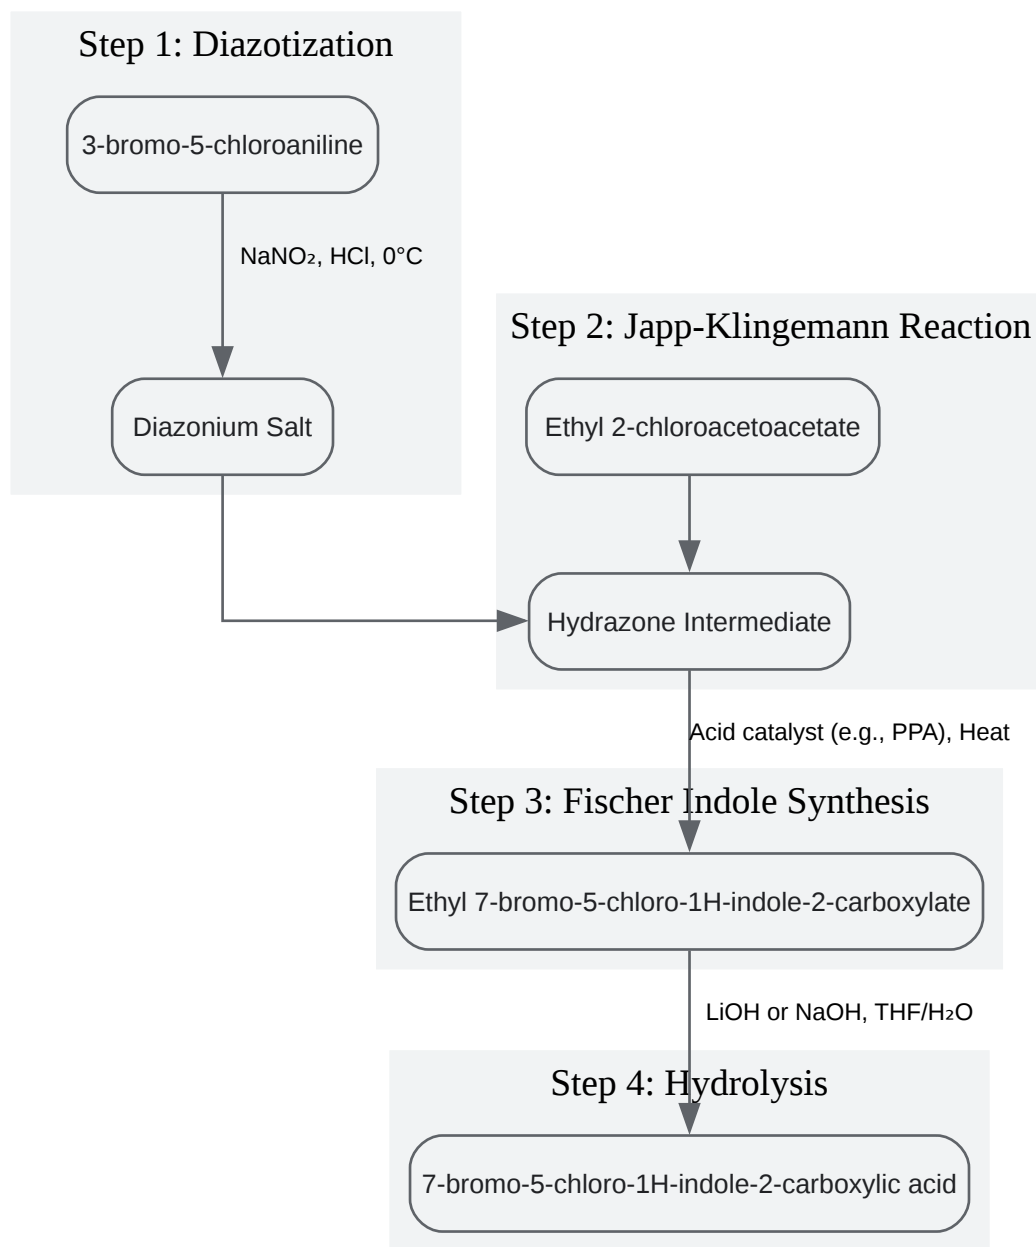 Step 1: Diazotization
3-bromo-5-chloroaniline
NaNO₂, HCl, 0°C
Diazonium Salt
Step 2: Japp-Klingemann Reaction
Ethyl 2-chloroacetoacetate
Hydrazone Intermediate
Acid catalyst (e.g., PPA), Heat
Step 3: Fischer Indole Synthesis
Ethyl 7-bromo-5-chloro-1H-indole-2-carboxylate
LiOH or NaOH, THF/H₂O
Step 4: Hydrolysis
7-bromo-5-chloro-1H-indole-2-carboxylic acid